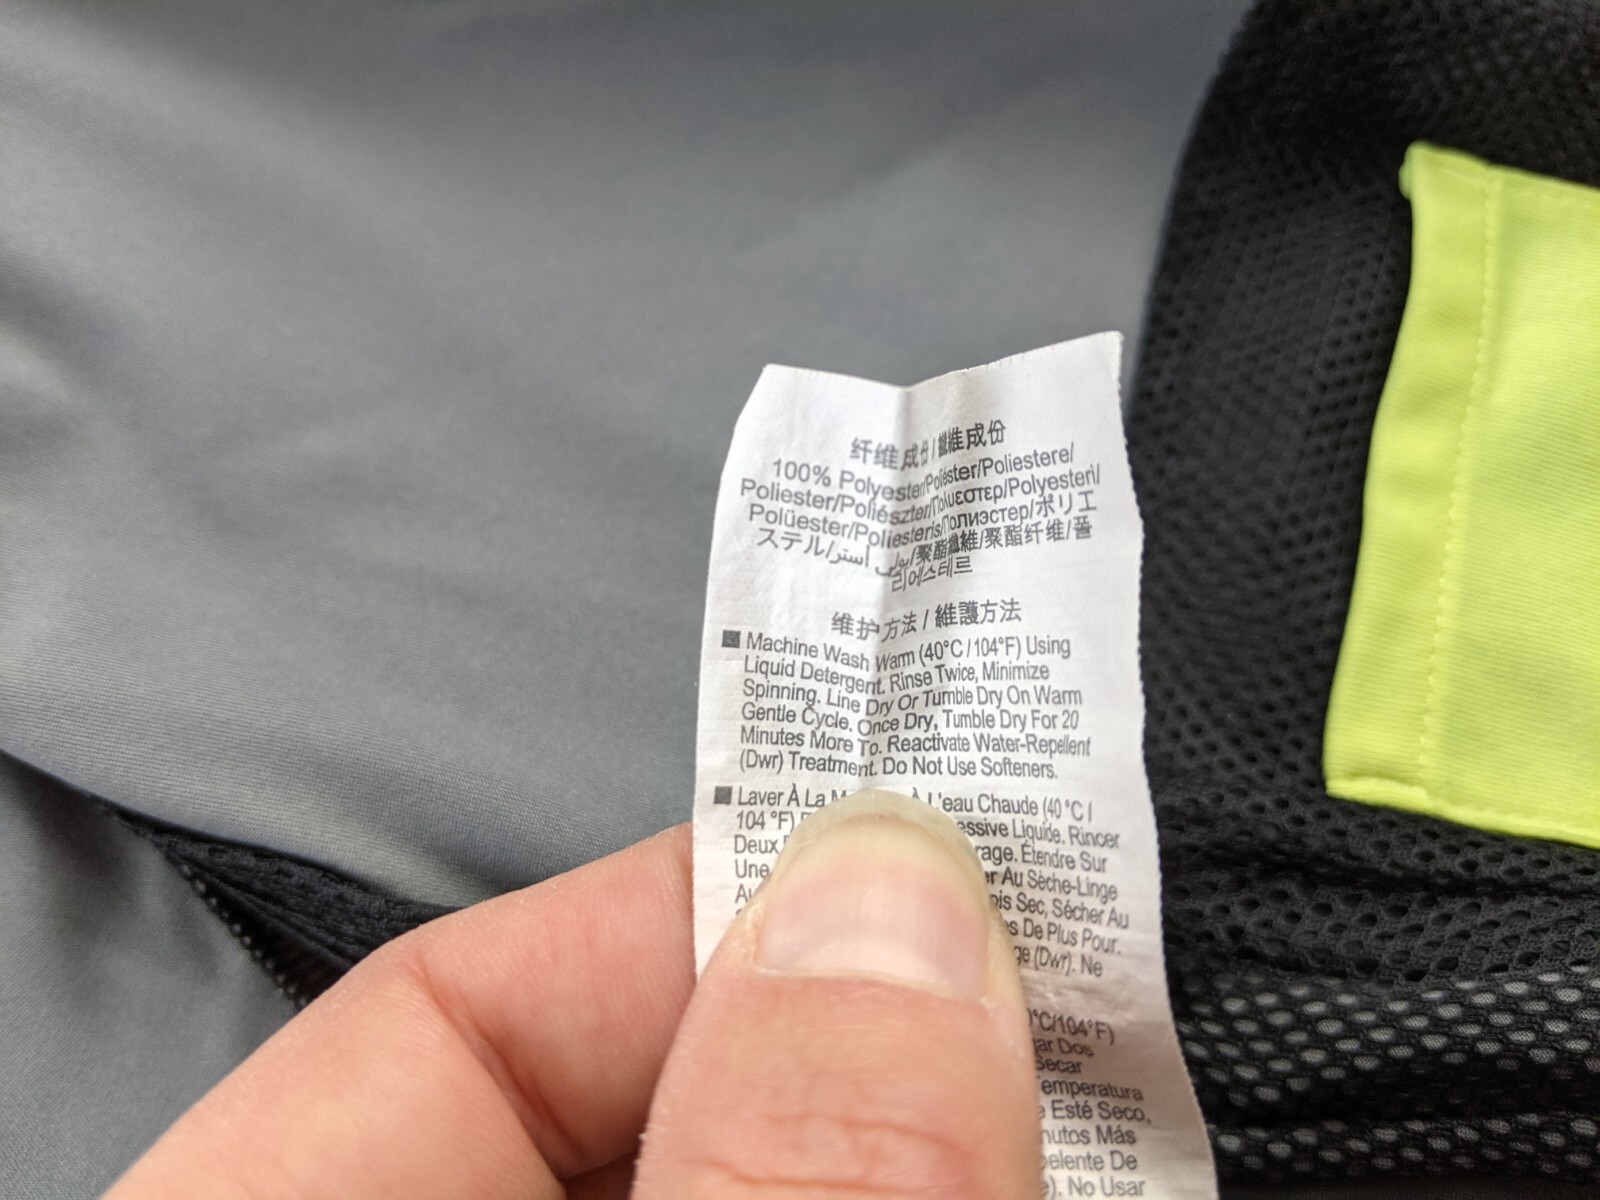 纤维成份/纖維成份
100% Polyester/Poliéster/Poliestere/
Poliester/Poliészter/Πολυεστερ/Polyesteri/
Polüester/Poliesteris/Полиэстер/ポリエ
ステル/بولي أستر/聚酯纖維/聚酯纤维/폴
리에스테르
维护方法/維護方法
■ Machine Wash Warm (40°C/104°F) Using
Liquid Detergent. Rinse Twice, Minimize
Spinning. Line Dry Or Tumble Dry On Warm
Gentle Cycle. Once Dry, Tumble Dry For 20
Minutes More To. Reactivate Water-Repellent
(Dwr) Treatment. Do Not Use Softeners.
■ Laver À La À L'eau Chaude (40°C/
104°F) Liquide. Rincer
Deux Étendre Sur
Une Au Sèche-Linge
Au Sec, Sécher Au
De Plus Pour.
(Dwr). Ne
°C/104°F)
Dos
Secar
Temperatura
Esté Seco,
Más
De
No Usar